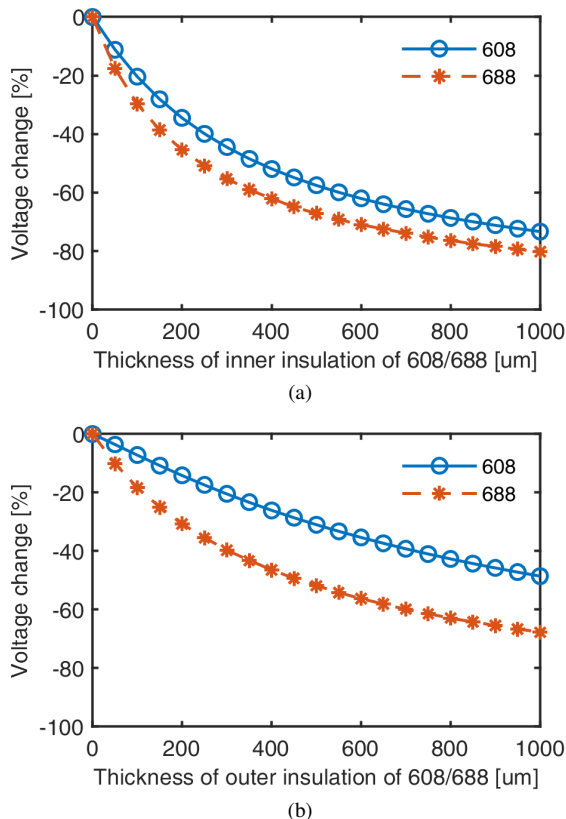 0
-20
-40
-60
-80
-100
Voltage change [%]
608
688
0 200 400 600 800 1000
Thickness of inner insulation of 608/688 [um]
(a)
0
-20
-40
-60
-80
-100
Voltage change [%]
608
688
0 200 400 600 800 1000
Thickness of outer insulation of 608/688 [um]
(b)